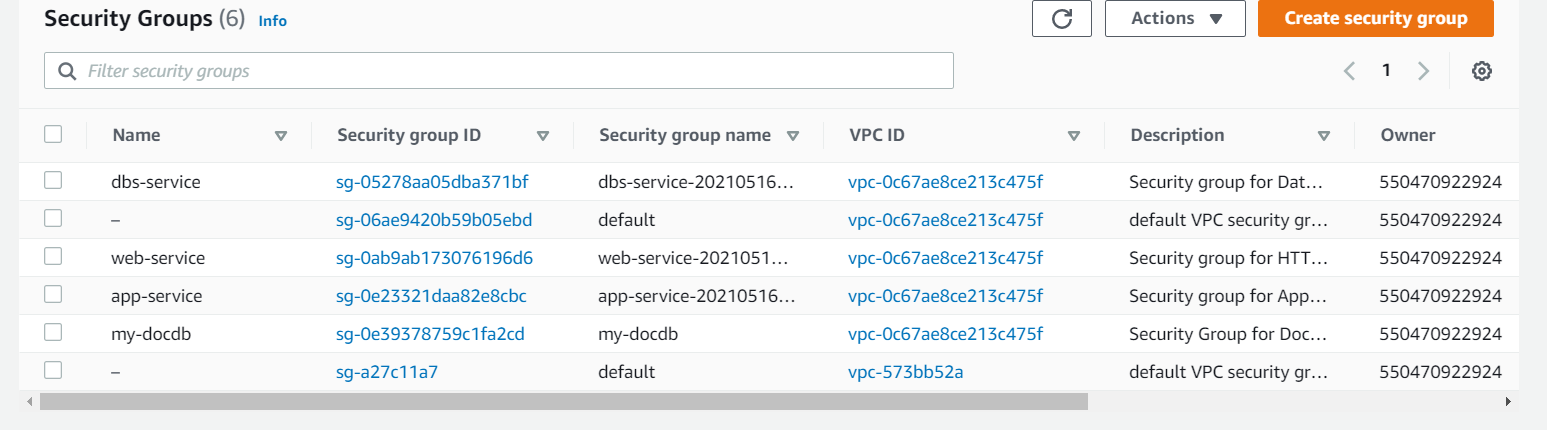 Security Groups (6) Info
Actions
Create security group
Filter security groups
1
Name Security group ID Security group name VPC ID Description Owner
dbs-service sg-05278aa05dba371bf dbs-service-20210516... vpc-0c67ae8ce213c475f Security group for Dat... 550470922924
– sg-06ae9420b59b05ebd default vpc-0c67ae8ce213c475f default VPC security gr... 550470922924
web-service sg-0ab9ab173076196d6 web-service-2021051... vpc-0c67ae8ce213c475f Security group for HTT... 550470922924
app-service sg-0e23321daa82e8cbc app-service-20210516... vpc-0c67ae8ce213c475f Security group for App... 550470922924
my-docdb sg-0e39378759c1fa2cd my-docdb vpc-0c67ae8ce213c475f Security Group for Doc... 550470922924
– sg-a27c11a7 default vpc-573bb52a default VPC security gr... 550470922924